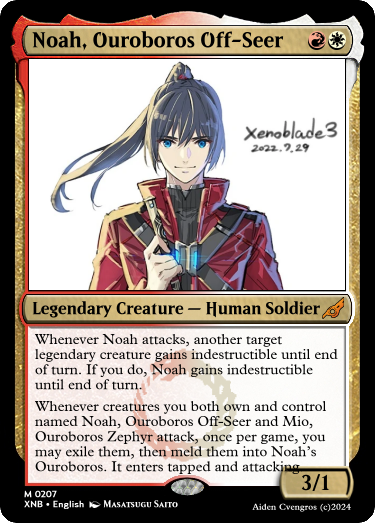 Noah, Ouroboros Off-Seer
Xenoblade3
2022.7.29
Legendary Creature — Human Soldier
Whenever Noah attacks, another target
legendary creature gains indestructible until end
of turn. If you do, Noah gains indestructible
until end of turn.
Whenever creatures you both own and control
named Noah, Ouroboros Off-Seer and Mio,
Ouroboros Zephyr attack, once per game, you
may exile them, then meld them into Noah's
Ouroboros. It enters tapped and attacking.
3/1
M 0207
XNB • English Masatsugu Saito
Aiden Cvengros (c)2024